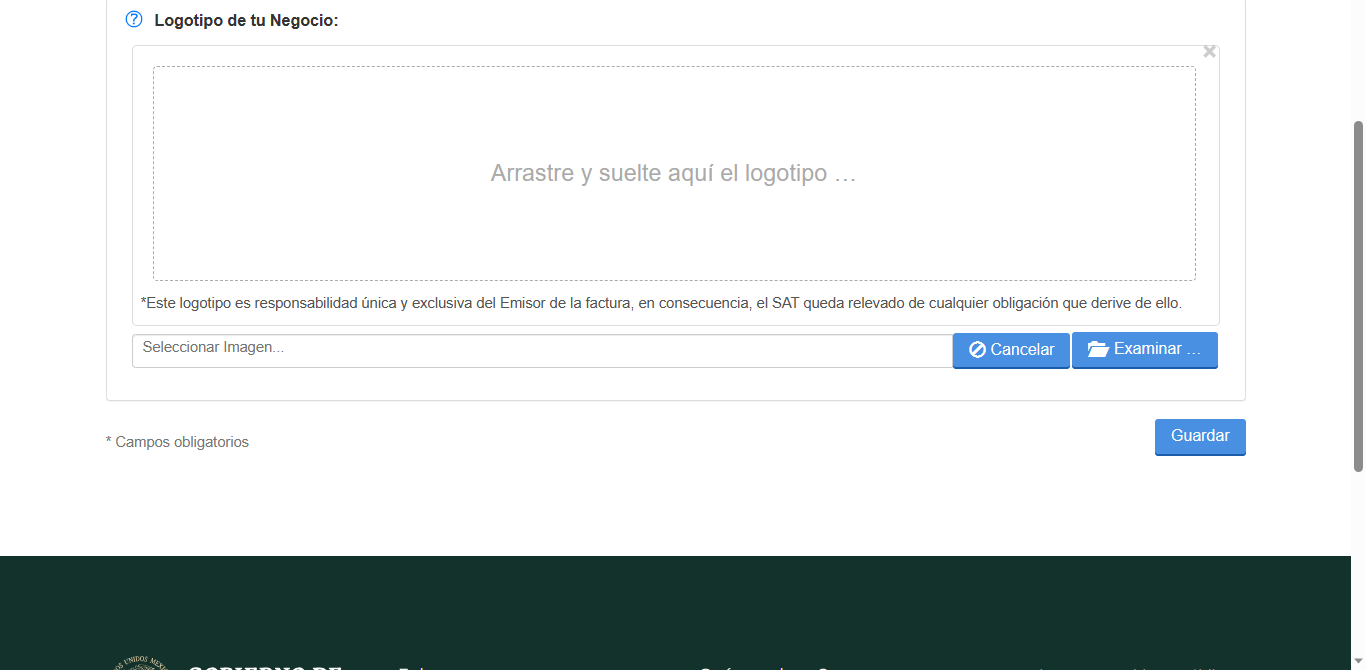 Logotipo de tu Negocio:
Arrastre y suelte aquí el logotipo …
*Este logotipo es responsabilidad única y exclusiva del Emisor de la factura, en consecuencia, el SAT queda relevado de cualquier obligación que derive de ello.
Seleccionar Imagen...
Cancelar
Examinar …
* Campos obligatorios
Guardar
GOBIERNO DE